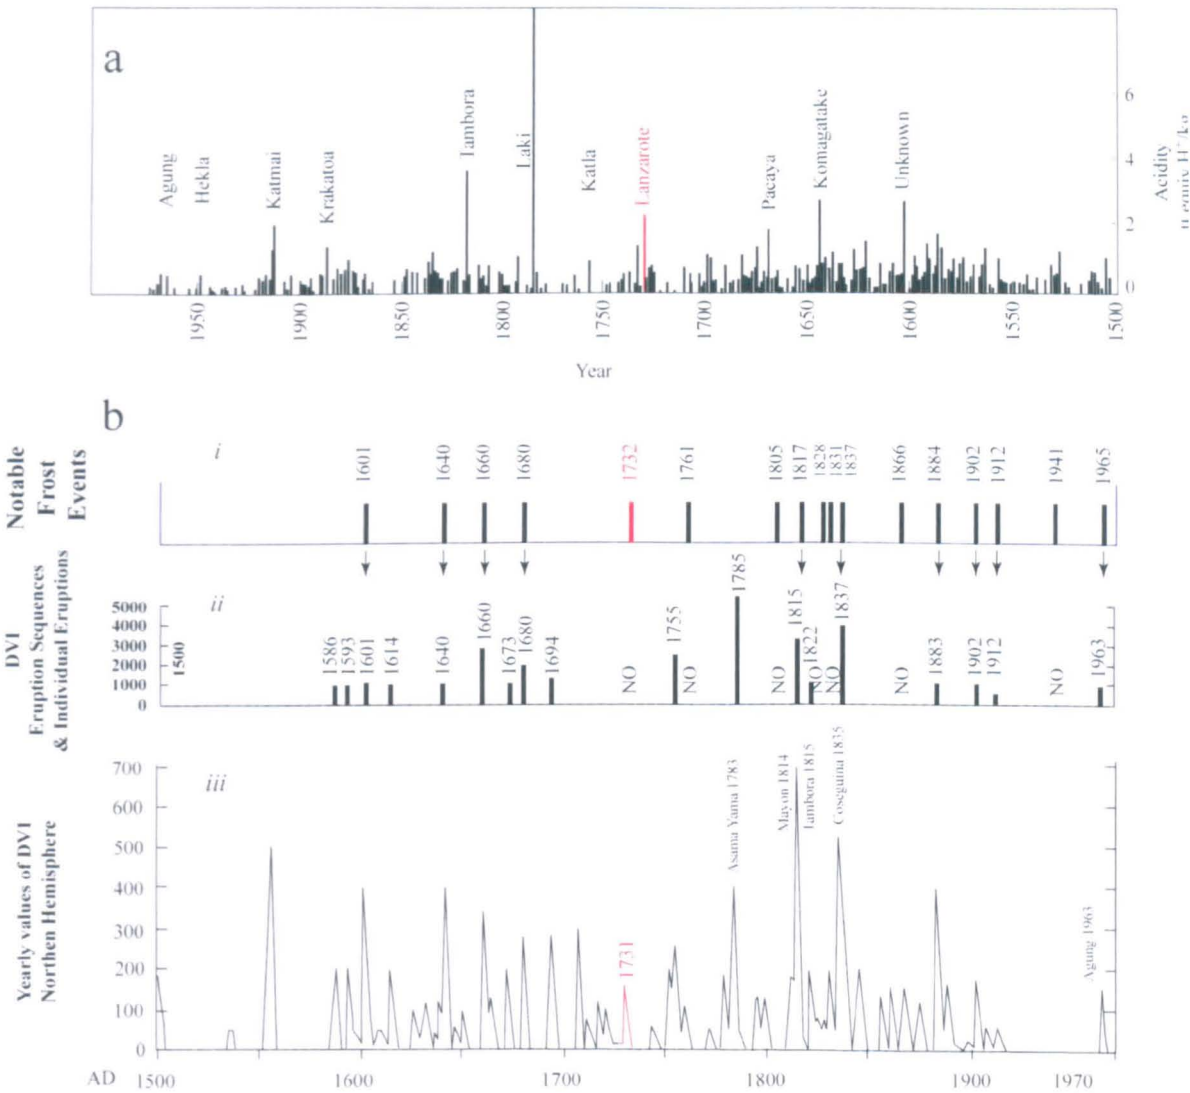 a
Agung
Hekla
Katmai
Krakatoa
Tambora
Laki
Katla
Lanzarote
Pacaya
Komagatake
Unknown
6
4
2
0
Acidity
1950
1900
1850
1800
1750
1700
1650
1600
1550
1500
Year
b
Notable
Frost
Events
i
1601
1640
1660
1680
1732
1761
1805
1817
1828
1831
1837
1866
1884
1902
1912
1941
1965
DVI
Eruption Sequences
& Individual Eruptions
ii
5000
4000
3000
2000
1000
0
1500
1586
1593
1601
1614
1640
1660
1673
1680
1694
NO
1755
NO
1785
NO
1815
1822
NO
NO
1837
NO
1883
1902
1912
NO
1963
Yearly values of DVI
Northen Hemisphere
iii
700
600
500
400
300
200
100
0
1731
Asama Yama 1783
Mayon 1814
Tambora 1815
Coseguina 1835
Agung 1963
AD 1500 1600 1700 1800 1900 1970